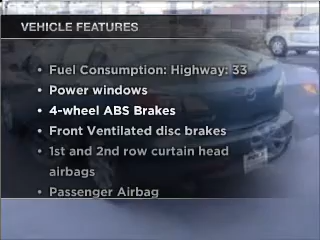 VEHICLE FEATURES
• Fuel Consumption: Highway: 33
• Power windows
• 4-wheel ABS Brakes
• Front Ventilated disc brakes
• 1st and 2nd row curtain head
airbags
• Passenger Airbag